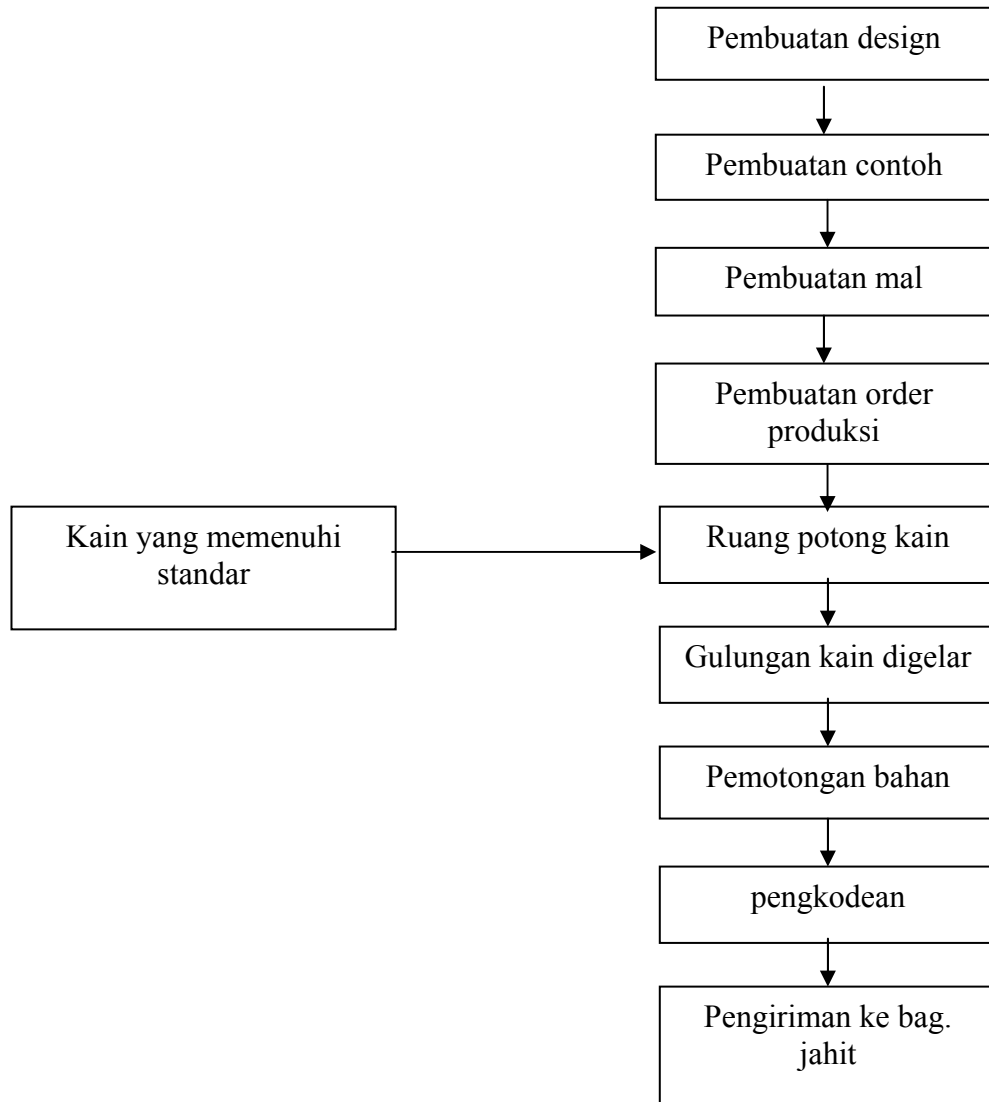 Pembuatan design
Pembuatan contoh
Pembuatan mal
Pembuatan order
produksi
Kain yang memenuhi
standar
Ruang potong kain
Gulungan kain digelar
Pemotongan bahan
pengkodean
Pengiriman ke bag.
jahit